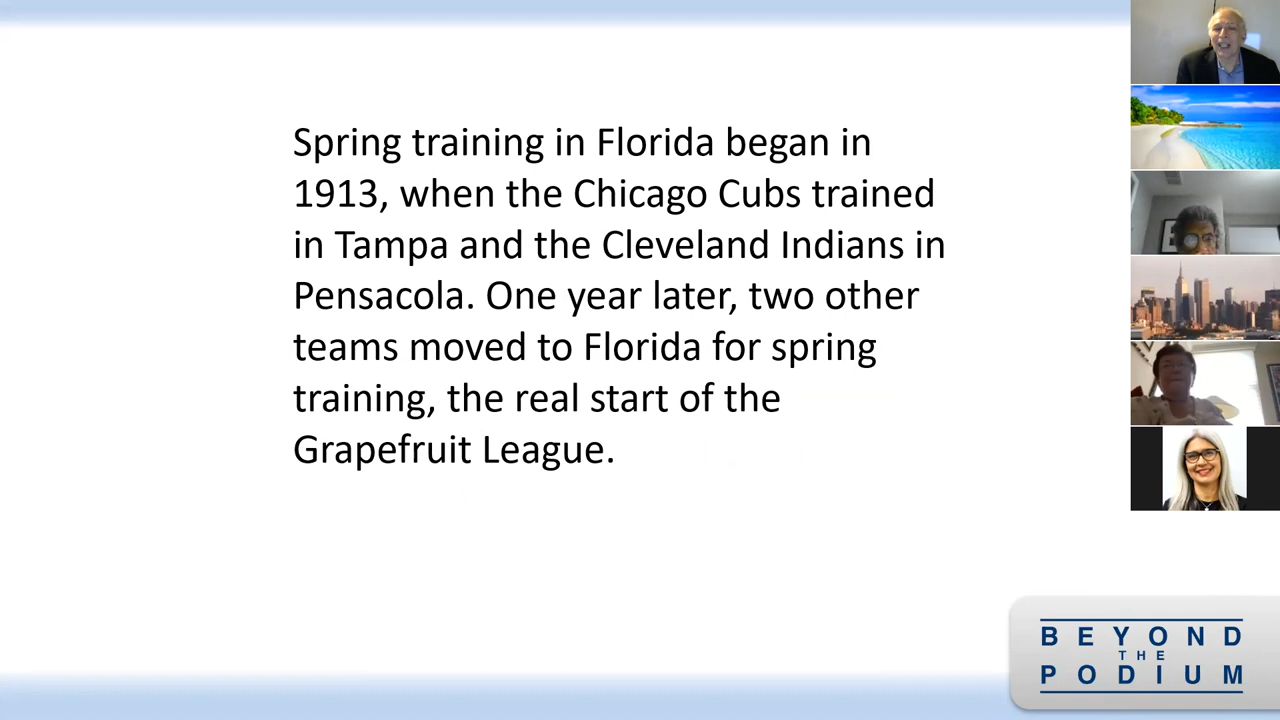 Spring training in Florida began in
1913, when the Chicago Cubs trained
in Tampa and the Cleveland Indians in
Pensacola. One year later, two other
teams moved to Florida for spring
training, the real start of the
Grapefruit League.
BEYOND
THE
PODIUM